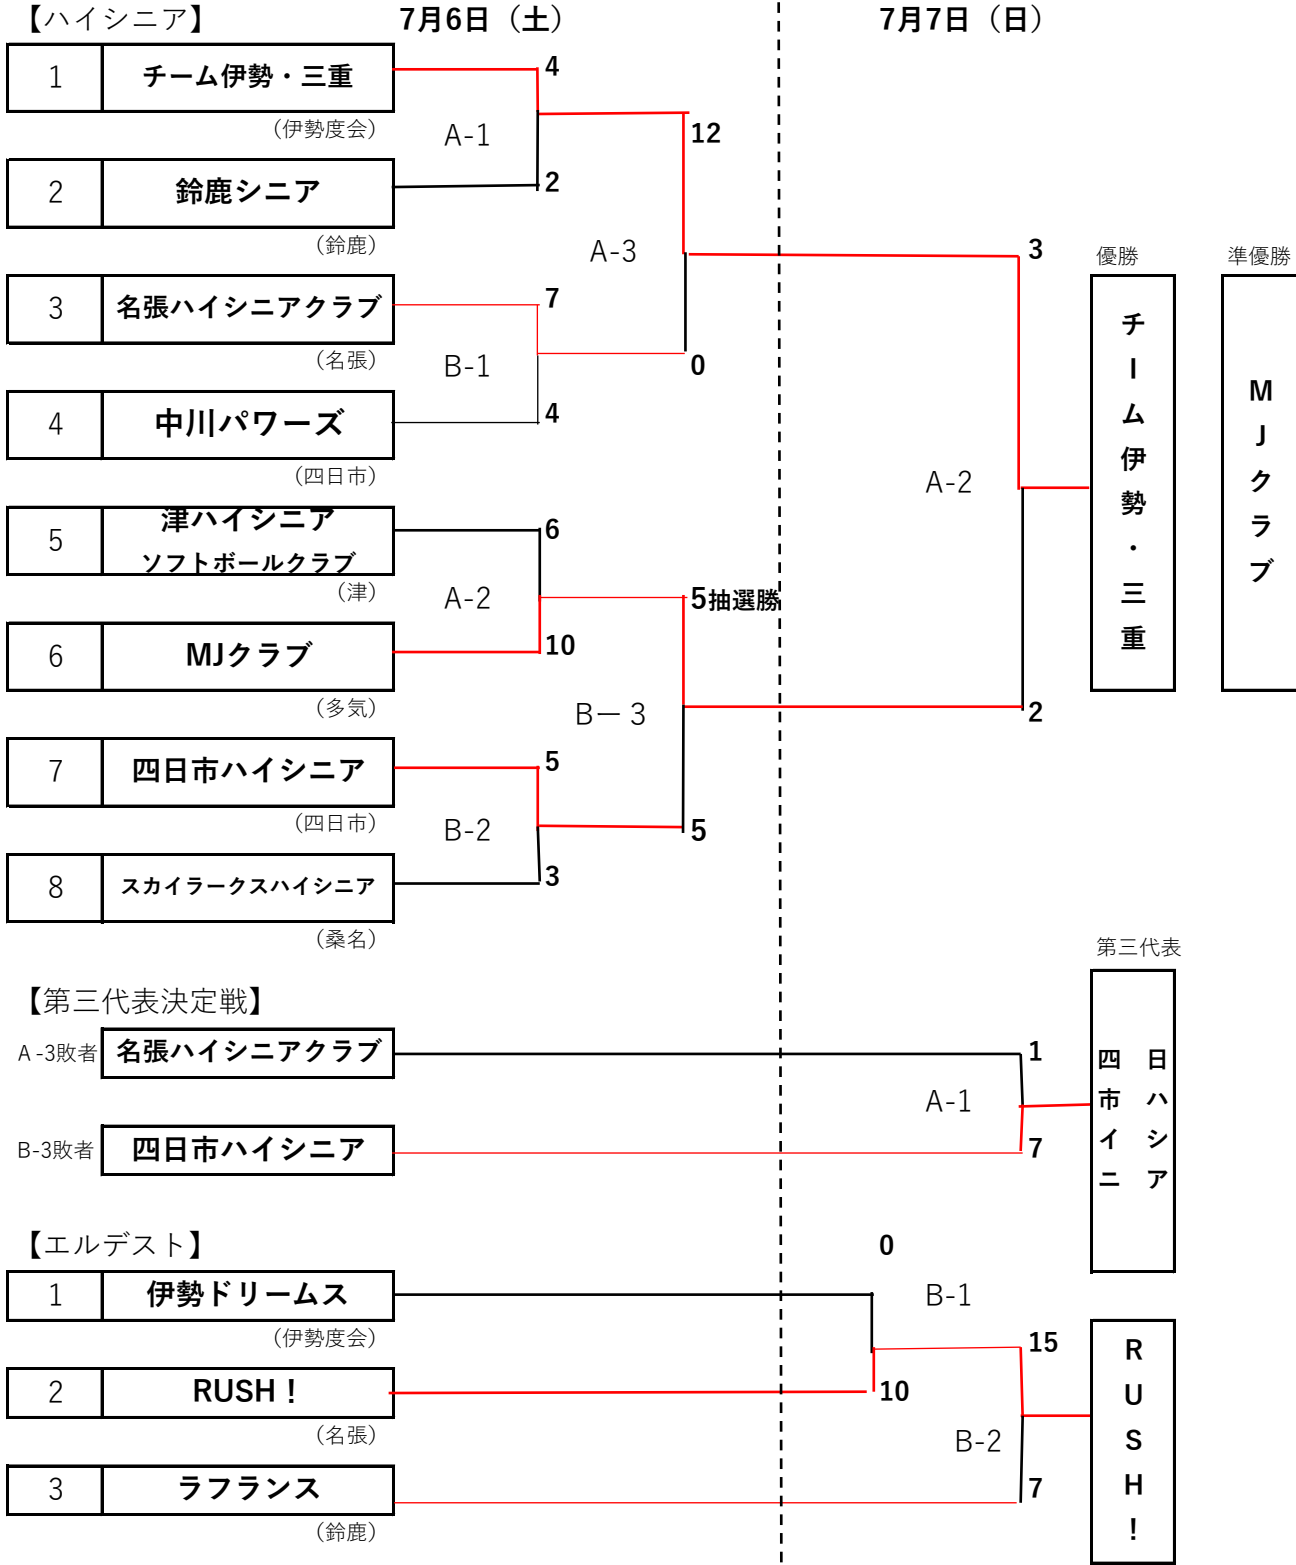 【ハイシニア】
7月6日（土）
7月7日（日）
1
チーム伊勢・三重
（伊勢度会）
4
A-1
2
鈴鹿シニア
（鈴鹿）
2
12
A-3
3
名張ハイシニアクラブ
（名張）
7
B-1
0
4
中川パワーズ
（四日市）
4
5
津ハイシニア
ソフトボールクラブ
（津）
6
A-2
5抽選勝
6
MJクラブ
（多気）
10
B－３
7
四日市ハイシニア
（四日市）
5
B-2
5
8
スカイラークスハイシニア
（桑名）
3
3
A-2
2
優勝
チーム伊勢・三重
準優勝
MJクラブ
【第三代表決定戦】
A-3敗者
名張ハイシニアクラブ
1
A-1
B-3敗者
四日市ハイシニア
7
第三代表
四日
市ハ
イシ
ニア
【エルデスト】
1
伊勢ドリームス
（伊勢度会）
0
B-1
2
RUSH！
（名張）
10
15
B-2
3
ラフランス
（鈴鹿）
7
RUSH！